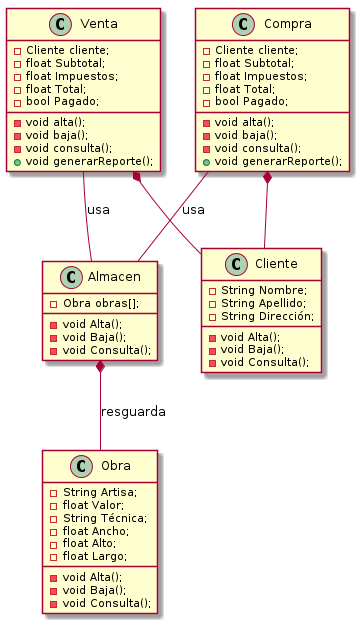 C Venta
Cliente cliente;
float Subtotal;
float Impuestos;
float Total;
bool Pagado;
void alta();
void baja();
void consulta();
void generarReporte();
C Compra
Cliente cliente;
float Subtotal;
float Impuestos;
float Total;
bool Pagado;
void alta();
void baja();
void consulta();
void generarReporte();
usa
usa
C Almacen
Obra obras[];
void Alta();
void Baja();
void Consulta();
C Cliente
String Nombre;
String Apellido;
String Dirección;
void Alta();
void Baja();
void Consulta();
resguarda
C Obra
String Artisa;
float Valor;
String Técnica;
float Ancho;
float Alto;
float Largo;
void Alta();
void Baja();
void Consulta();